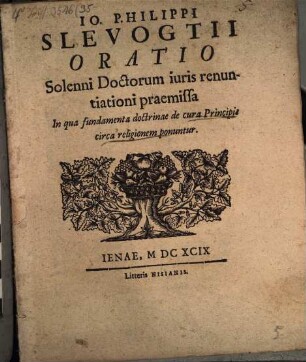 IO. PHILIPPI
SLEVOGTII
ORATIO
Solenni Doctorum iuris renun-
tiationi praemissa
In qua fundamenta doctrinae de cura Principis
circa religionem ponuntur.
IENAE, M DC XCIX
Litteris NISIANIS.
5.